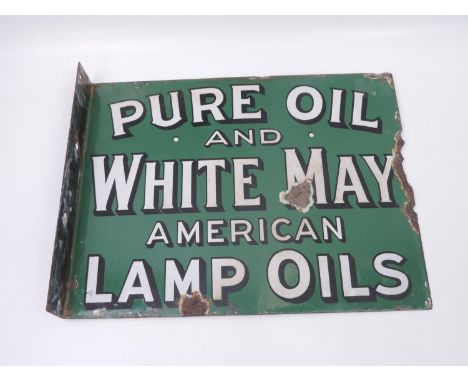 PURE OIL
• AND •
WHITE MAY
AMERICAN
LAMP OILS